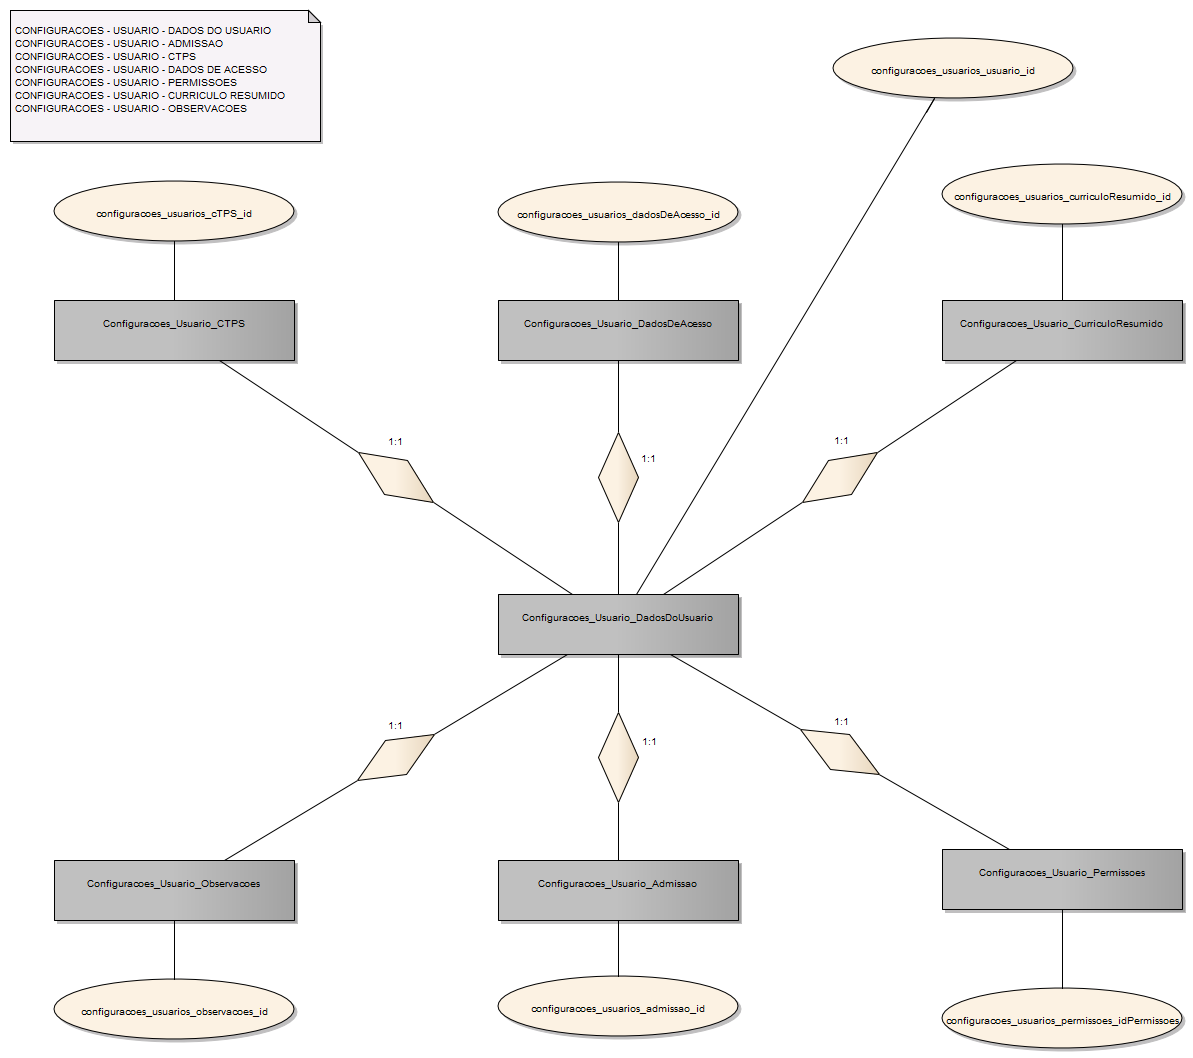 CONFIGURACOES - USUARIO - DADOS DO USUARIO
CONFIGURACOES - USUARIO - ADMISSAO
CONFIGURACOES - USUARIO - CTPS
CONFIGURACOES - USUARIO - DADOS DE ACESSO
CONFIGURACOES - USUARIO - PERMISSOES
CONFIGURACOES - USUARIO - CURRICULO RESUMIDO
CONFIGURACOES - USUARIO - OBSERVACOES
configuracoes_usuarios_usuario_id
configuracoes_usuarios_cTPS_id
configuracoes_usuarios_dadosDeAcesso_id
configuracoes_usuarios_curriculoResumido_id
Configuracoes_Usuario_CTPS
Configuracoes_Usuario_DadosDeAcesso
Configuracoes_Usuario_CurriculoResumido
1:1
1:1
1:1
Configuracoes_Usuario_DadosDoUsuario
1:1
1:1
1:1
Configuracoes_Usuario_Observacoes
Configuracoes_Usuario_Admissao
Configuracoes_Usuario_Permissoes
configuracoes_usuarios_observacoes_id
configuracoes_usuarios_admissao_id
configuracoes_usuarios_permissoes_idPermissoes